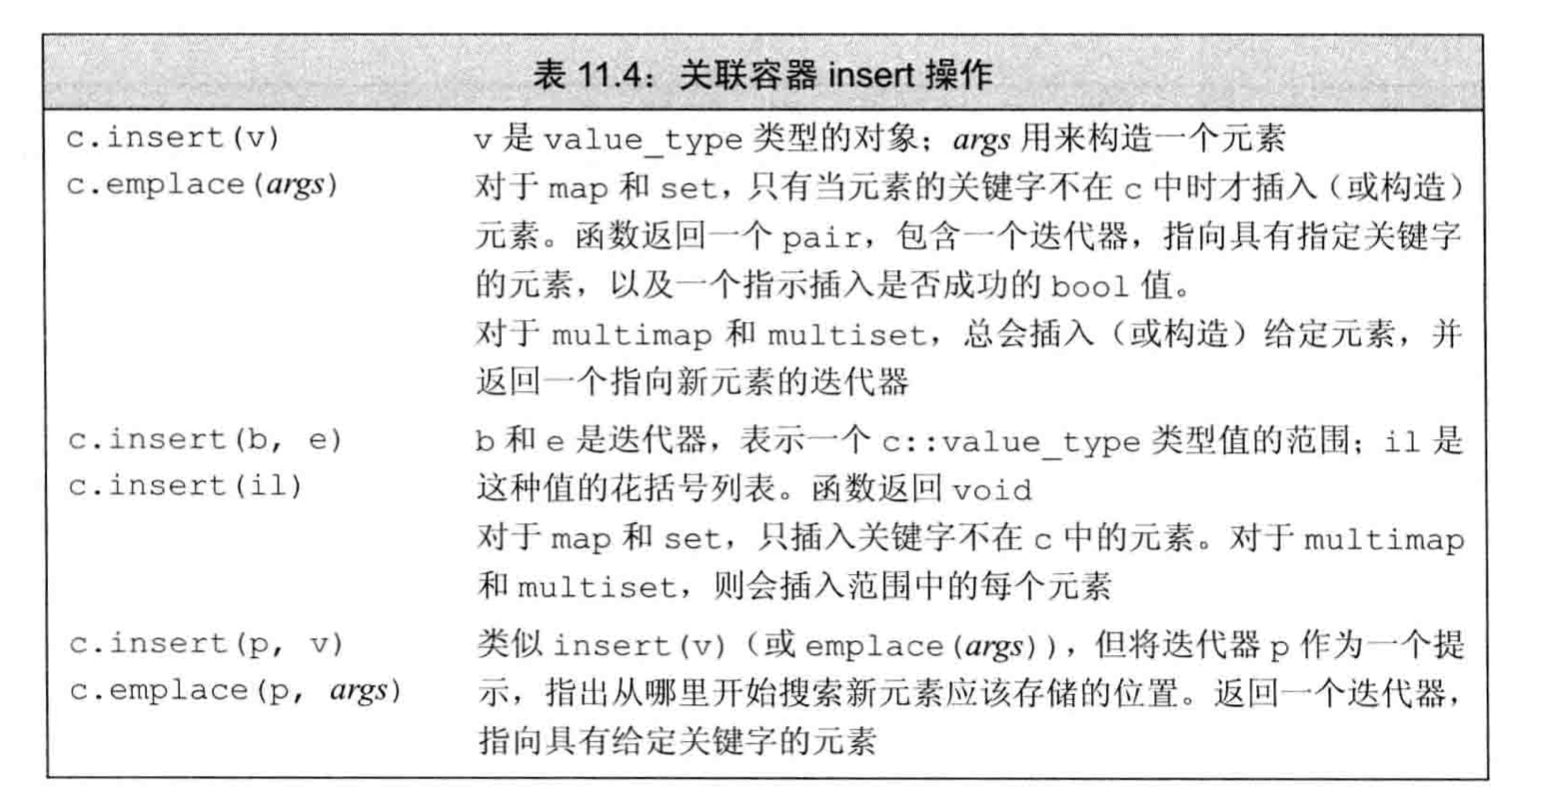 表 11.4：关联容器 insert 操作
c.insert(v) v 是 value_type 类型的对象；args 用来构造一个元素
c.emplace(args) 对于 map 和 set，只有当元素的关键字不在 c 中时才插入（或构造）
元素。函数返回一个 pair，包含一个迭代器，指向具有指定关键字
的元素，以及一个指示插入是否成功的 bool 值。
对于 multimap 和 multiset，总会插入（或构造）给定元素，并
返回一个指向新元素的迭代器
c.insert(b, e) b 和 e 是迭代器，表示一个 c::value_type 类型值的范围；il 是
c.insert(il) 这种值的花括号列表。函数返回 void
对于 map 和 set，只插入关键字不在 c 中的元素。对于 multimap
和 multiset，则会插入范围中的每个元素
c.insert(p, v) 类似 insert(v)（或 emplace(args)），但将迭代器 p 作为一个提
c.emplace(p, args) 示，指出从哪里开始搜索新元素应该存储的位置。返回一个迭代器，
指向具有给定关键字的元素